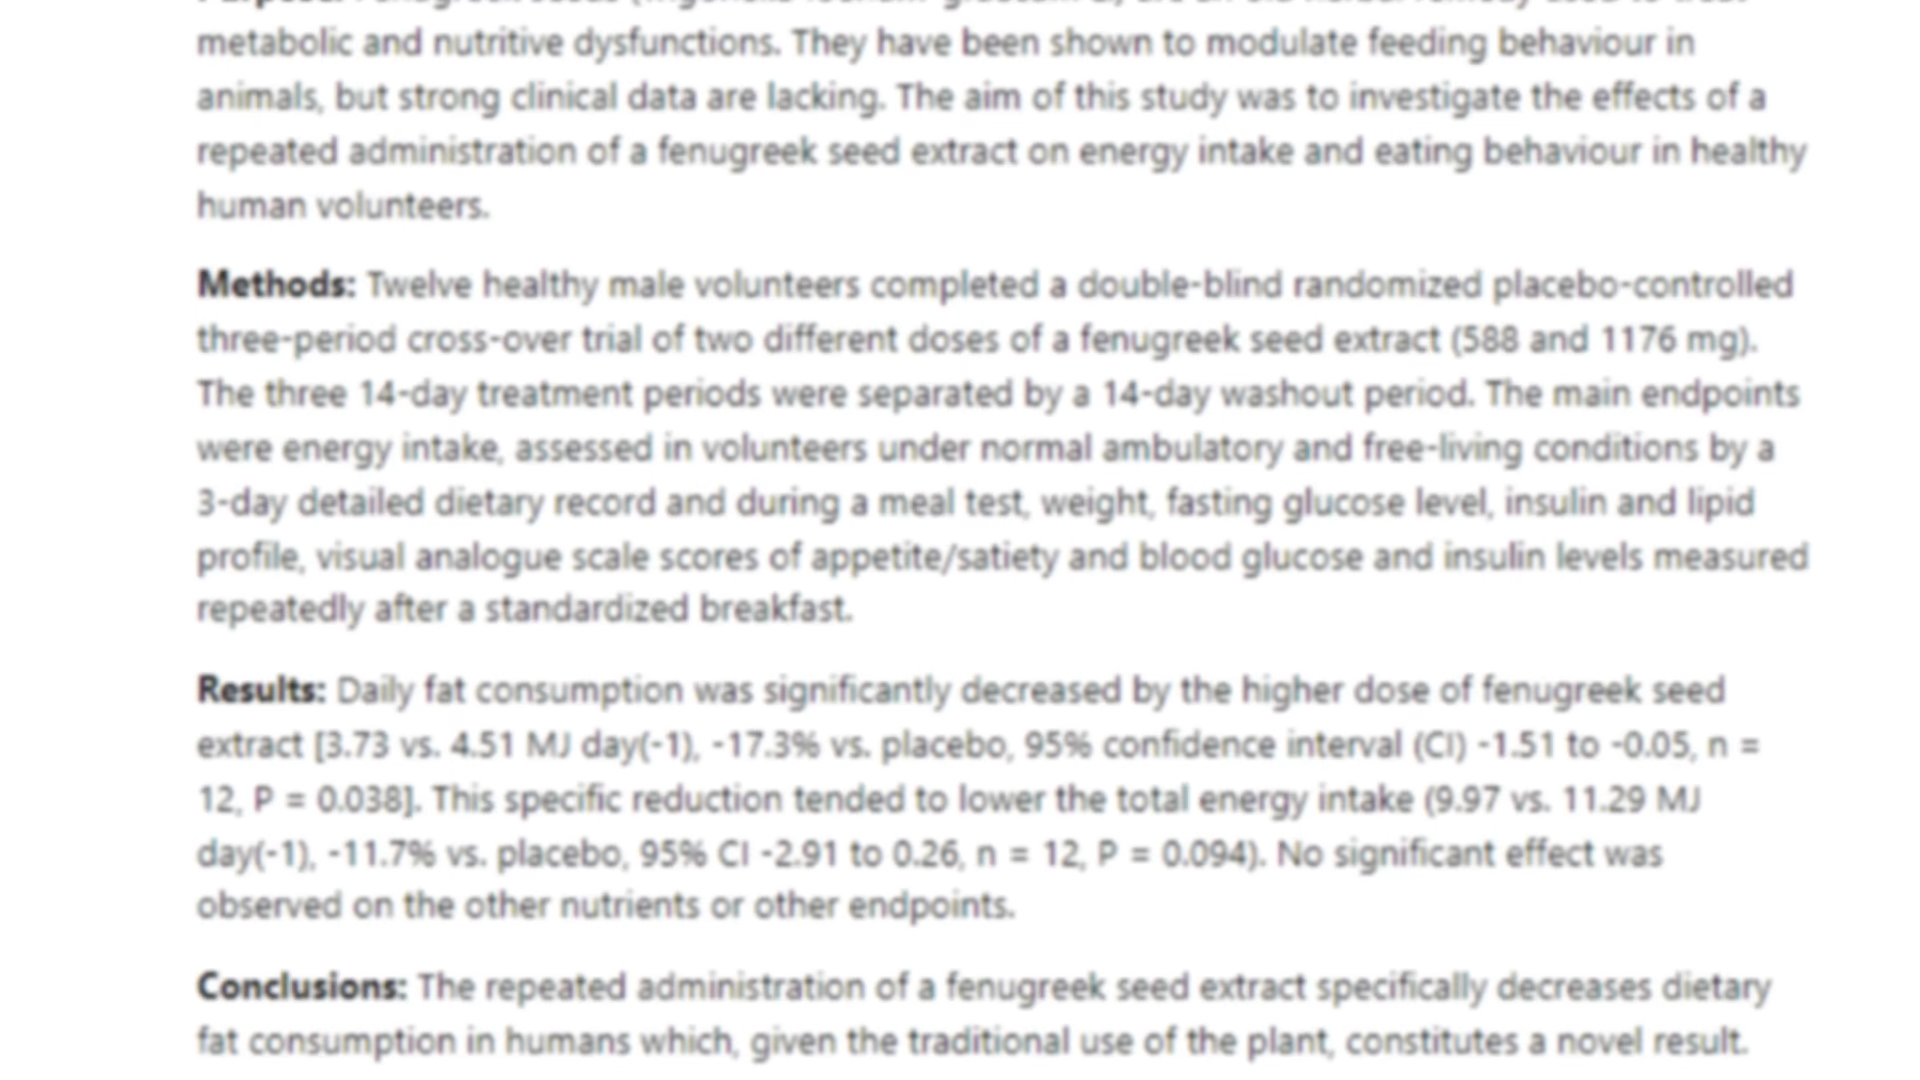 metabolic and nutritive dysfunctions. They have been shown to modulate feeding behaviour in
animals, but strong clinical data are lacking. The aim of this study was to investigate the effects of a
repeated administration of a fenugreek seed extract on energy intake and eating behaviour in healthy
human volunteers.
Methods: Twelve healthy male volunteers completed a double-blind randomized placebo-controlled
three-period cross-over trial of two different doses of a fenugreek seed extract (588 and 1176 mg).
The three 14-day treatment periods were separated by a 14-day washout period. The main endpoints
were energy intake, assessed in volunteers under normal ambulatory and free-living conditions by a
3-day detailed dietary record and during a meal test, weight, fasting glucose level, insulin and lipid
profile, visual analogue scale scores of appetite/satiety and blood glucose and insulin levels measured
repeatedly after a standardized breakfast.
Results: Daily fat consumption was significantly decreased by the higher dose of fenugreek seed
extract [3.73 vs. 4.51 MJ day(-1), -17.3% vs. placebo, 95% confidence interval (CI) -1.51 to -0.05, n =
12, P = 0.038]. This specific reduction tended to lower the total energy intake (9.97 vs. 11.29 MJ
day(-1), -11.7% vs. placebo, 95% CI -2.91 to 0.26, n = 12, P = 0.094). No significant effect was
observed on the other nutrients or other endpoints.
Conclusions: The repeated administration of a fenugreek seed extract specifically decreases dietary
fat consumption in humans which, given the traditional use of the plant, constitutes a novel result.